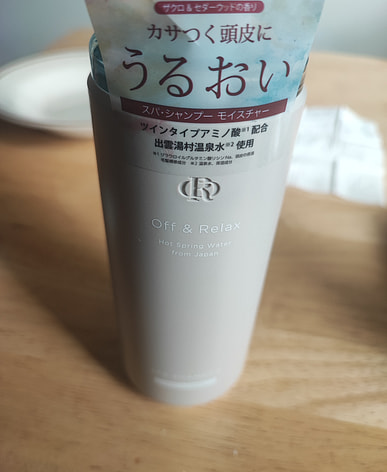 ザクロ&セダーウッドの香り
カサつく頭皮に
うるおい
スパ・シャンプー モイスチャー
ツインタイプアミノ酸※1配合
出雲湯村温泉水※2使用
OR
Off & Relax
Hot Spring Water
from Japan